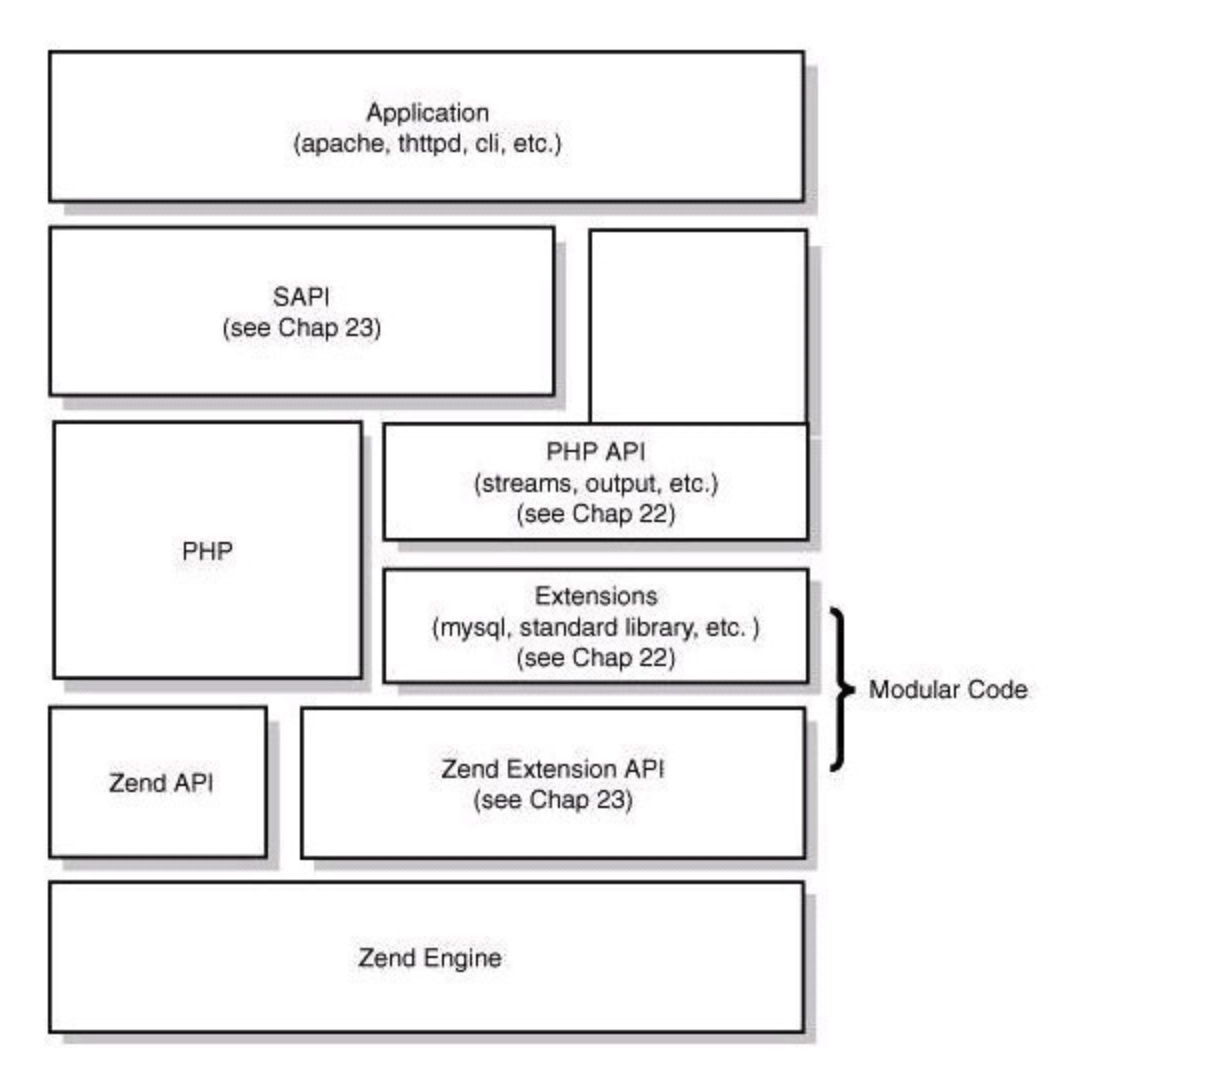 Application
(apache, thttpd, cli, etc.)
SAPI
(see Chap 23)
PHP API
(streams, output, etc.)
(see Chap 22)
PHP
Extensions
(mysql, standard library, etc. )
(see Chap 22)
Modular Code
Zend API
Zend Extension API
(see Chap 23)
Zend Engine